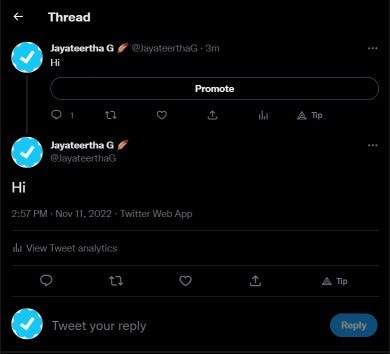 Thread
Jayateertha G 🪶 @JayateerthaG · 3m
Hi
Promote
1
Tip
Jayateertha G 🪶
@JayateerthaG
Hi
2:57 PM · Nov 11, 2022 · Twitter Web App
View Tweet analytics
Tip
Tweet your reply
Reply